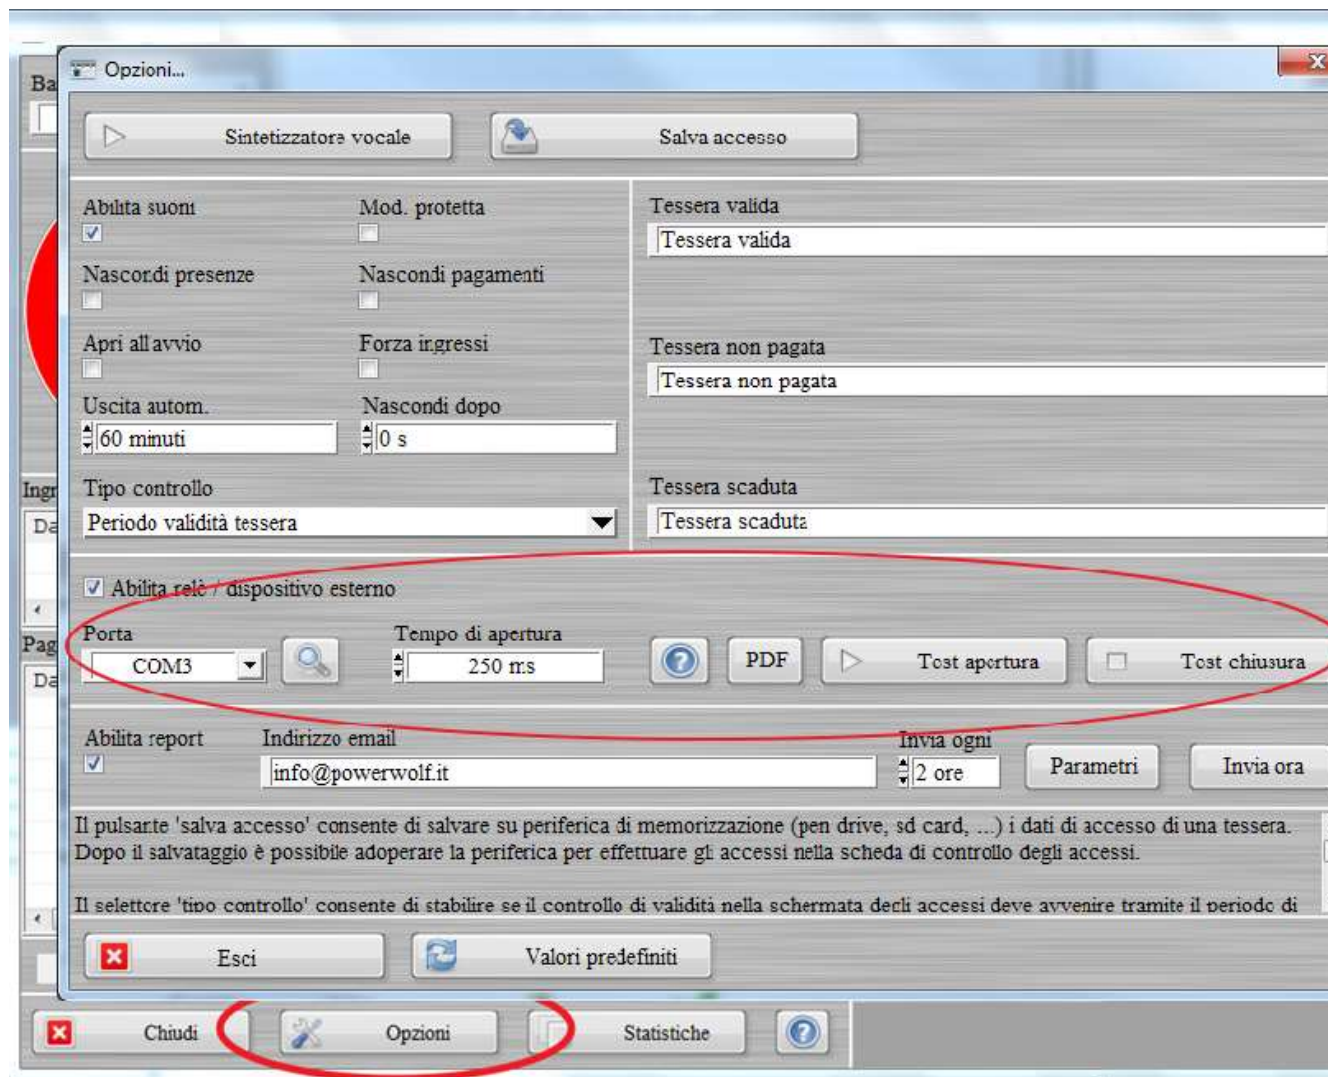 Opzioni...
Ba
Sintetizzatore vocale Salva accesso
Abilita suoni Mod. protetta Tessera valida
Tessera valida
Nascondi presenze Nascondi pagamenti
Apri all'avvio Forza ingressi Tessera non pagata
Tessera non pagata
Uscita autom. Nascondi dopo
60 minuti 0 s
Ingr Tipo controllo Tessera scaduta
Da Periodo validità tessera Tessera scaduta
Abilita relè / dispositivo esterno
Pag Porta Tempo di apertura
Da COM3 250 ms PDF Test apertura Test chiusura
Abilita report Indirizzo email Invia ogni
info@powerwolf.it 2 ore Parametri Invia ora
Il pulsante 'salva accesso' consente di salvare su periferica di memorizzazione (pen drive, sd card, ...) i dati di accesso di una tessera.
Dopo il salvataggio è possibile adoperare la periferica per effettuare gli accessi nella scheda di controllo degli accessi.
Il selettore 'tipo controllo' consente di stabilire se il controllo di validità nella schermata degli accessi deve avvenire tramite il periodo di
Esci Valori predefiniti
Chiudi Opzioni Statistiche